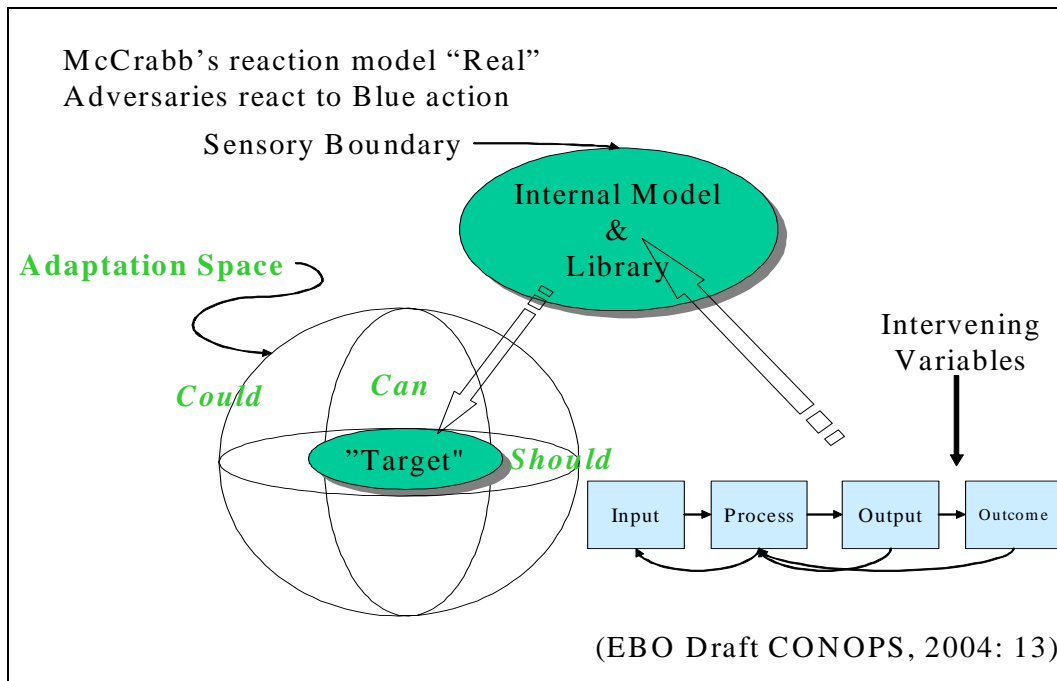 McCrabb's reaction model “Real”
Adversaries react to Blue action
Sensory Boundary
Internal Model
&
Library
Adaptation Space
Intervening
Variables
Could
Can
”Target"
Should
Input
Process
Output
Outcome
(EBO Draft CONOPS, 2004: 13)